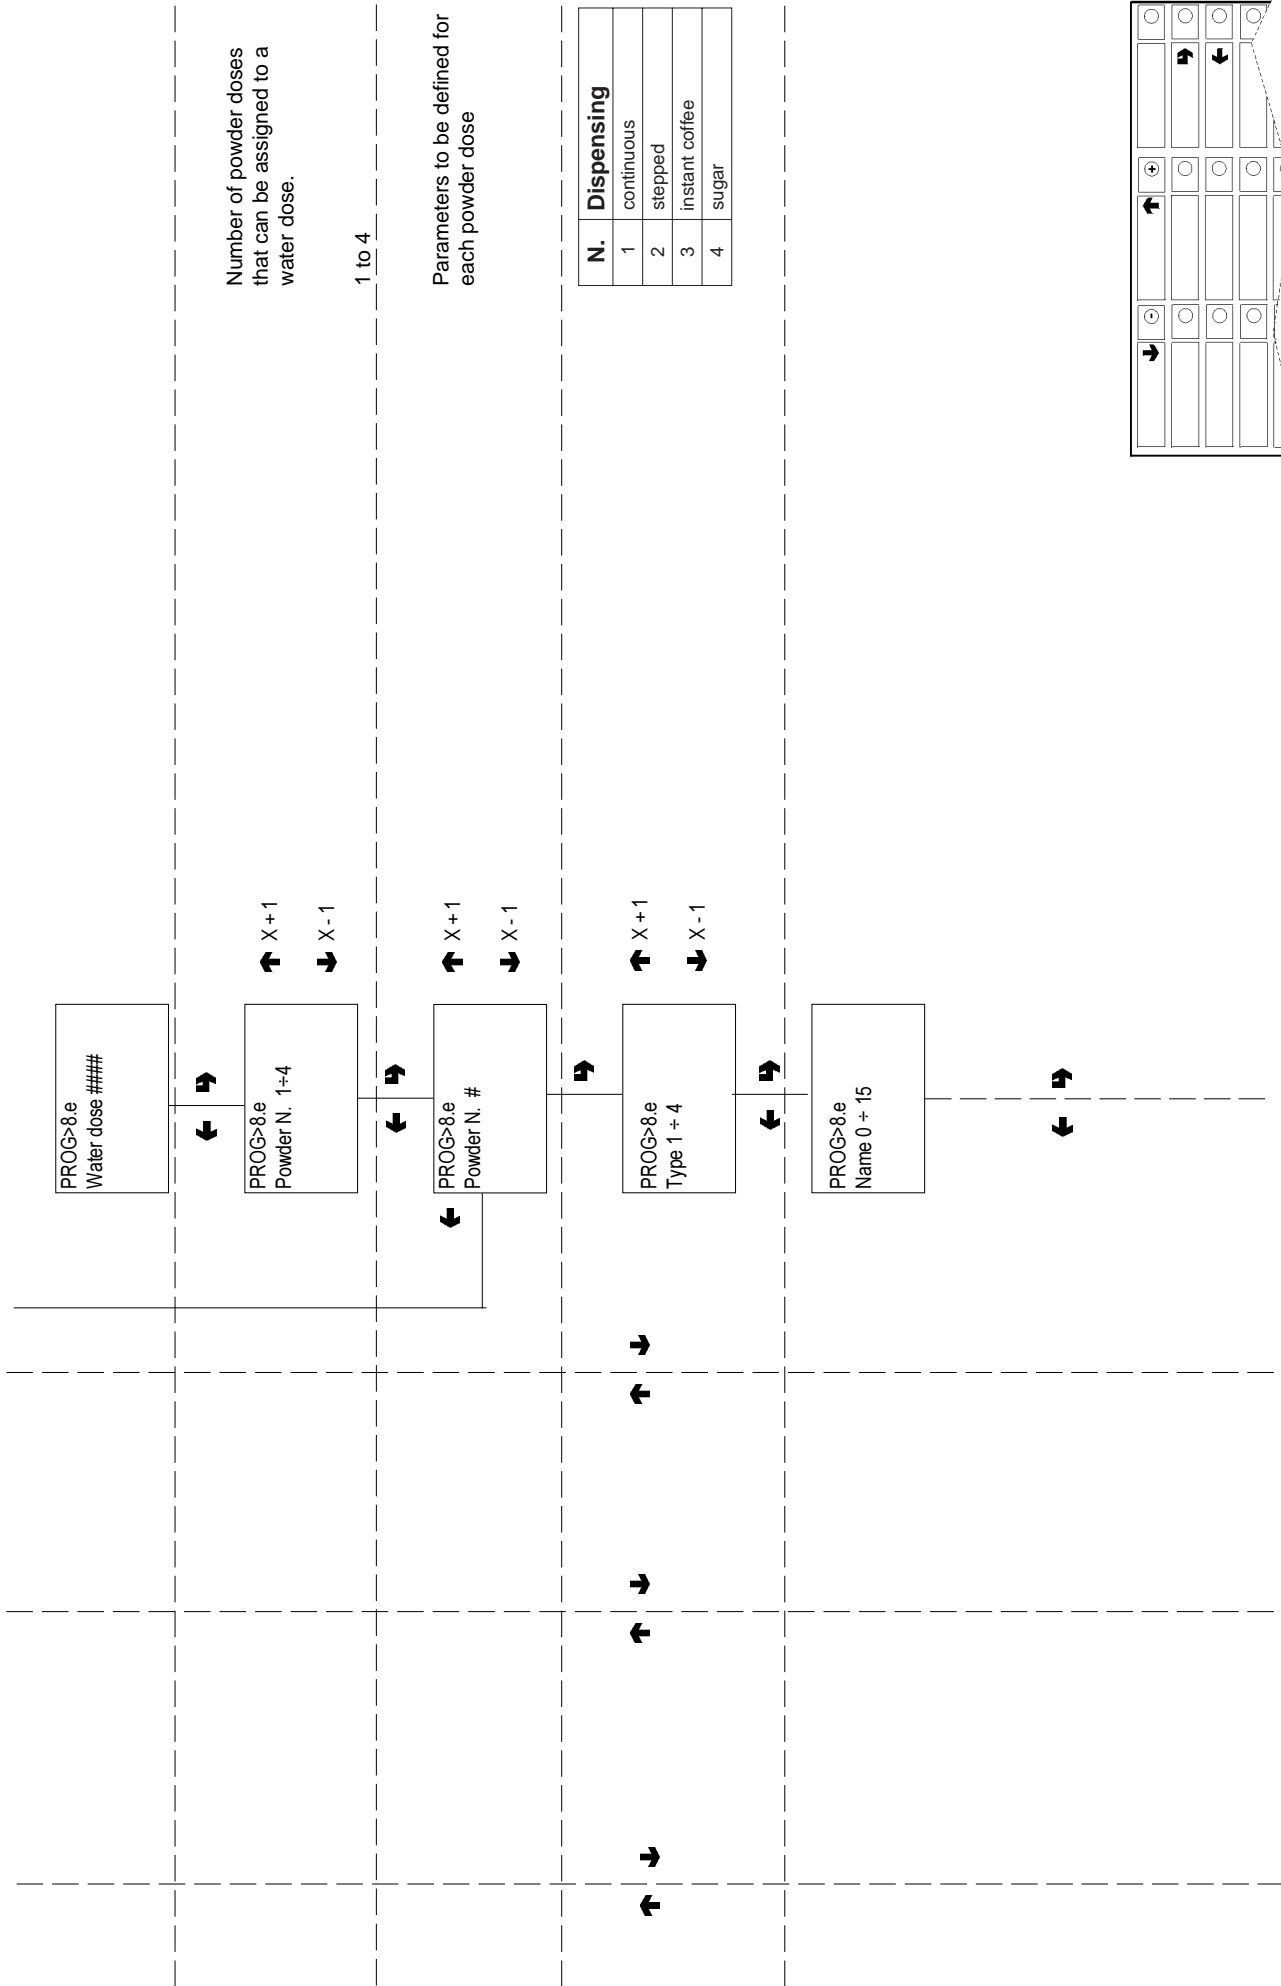 PROG>8.e
Water dose ####
PROG>8.e
Powder N. 1÷4
X + 1
X - 1
Number of powder doses
that can be assigned to a
water dose.
1 to 4
PROG>8.e
Powder N. #
X + 1
X - 1
Parameters to be defined for
each powder dose
PROG>8.e
Type 1 ÷ 4
X + 1
X - 1
N. Dispensing
1 continuous
2 stepped
3 instant coffee
4 sugar
PROG>8.e
Name 0 ÷ 15
- +